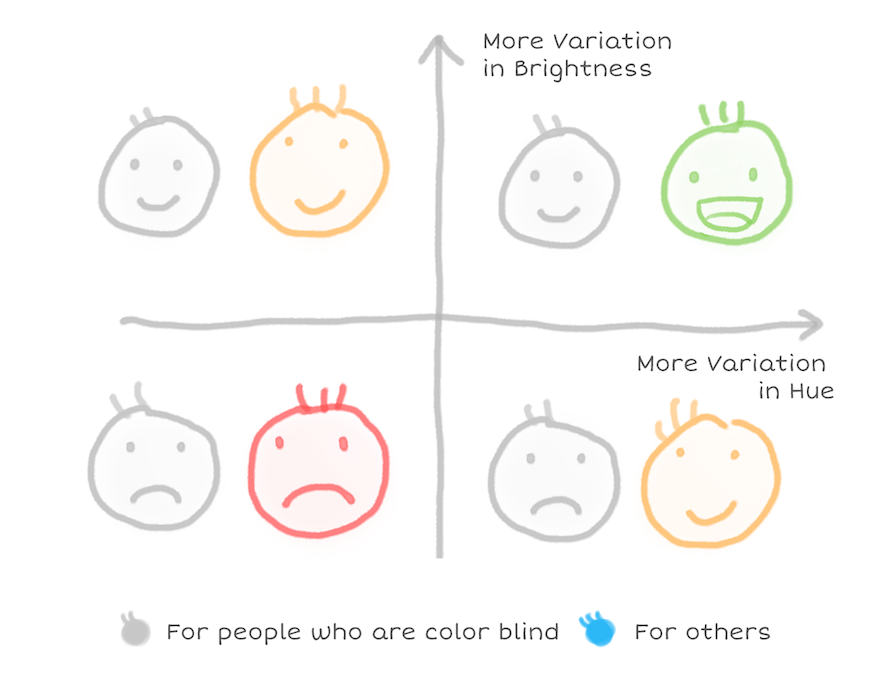 More Variation
in Brightness
More Variation
in Hue
For people who are color blind
For others